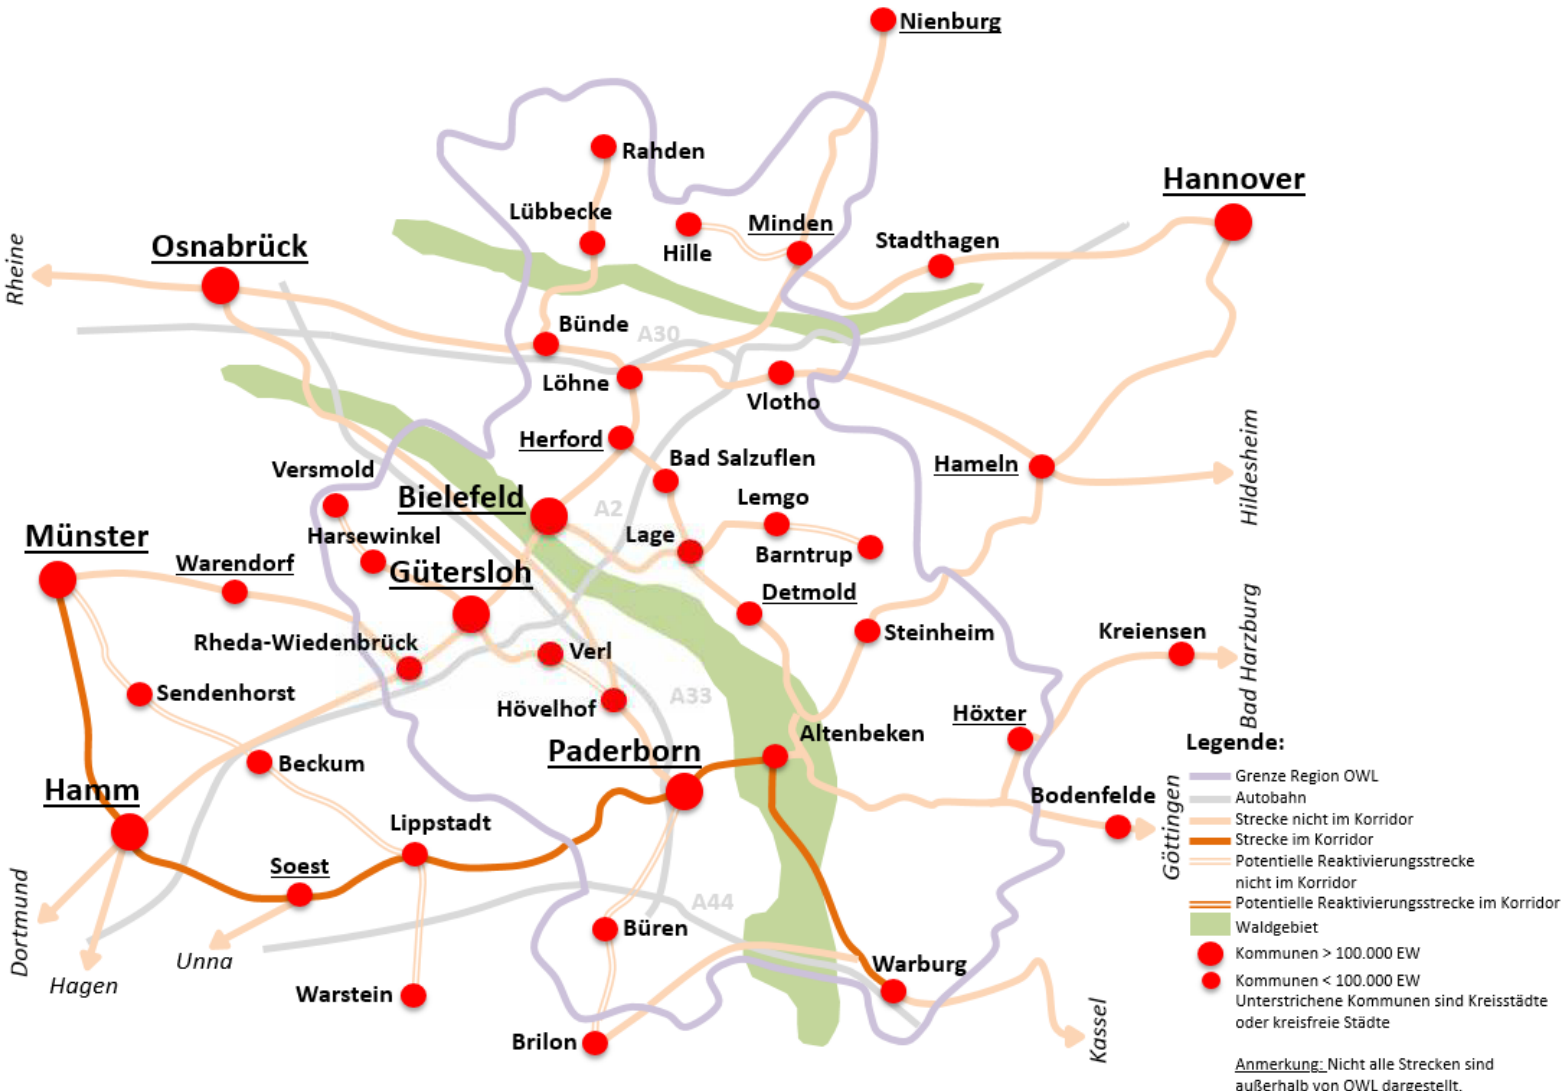 Nienburg
Rahden
Hannover
Lübbecke
Minden
Stadthagen
Osnabrück
Hille
Rheine
Bünde
A30
Löhne
Vlotho
Herford
Bad Salzuflen
Hameln
Hildesheim
Versmold
Bielefeld
Lemgo
A2
Münster
Harsewinkel
Lage
Barntrup
Warendorf
Gütersloh
Detmold
Steinheim
Kreiensen
Rheda-Wiedenbrück
Verl
Bad Harzburg
Sendenhorst
A33
Hövelhof
Höxter
Altenbeken
Paderborn
Beckum
Hamm
Bodenfelde
Göttingen
Lippstadt
Soest
Dortmund
A44
Büren
Unna
Hagen
Warburg
Warstein
Kassel
Brilon
Legende:
Grenze Region OWL
Autobahn
Strecke nicht im Korridor
Strecke im Korridor
Potentielle Reaktivierungsstrecke
nicht im Korridor
Potentielle Reaktivierungsstrecke im Korridor
Waldgebiet
Kommunen > 100.000 EW
Kommunen < 100.000 EW
Unterstrichene Kommunen sind Kreisstädte
oder kreisfreie Städte
Anmerkung: Nicht alle Strecken sind
außerhalb von OWL dargestellt.